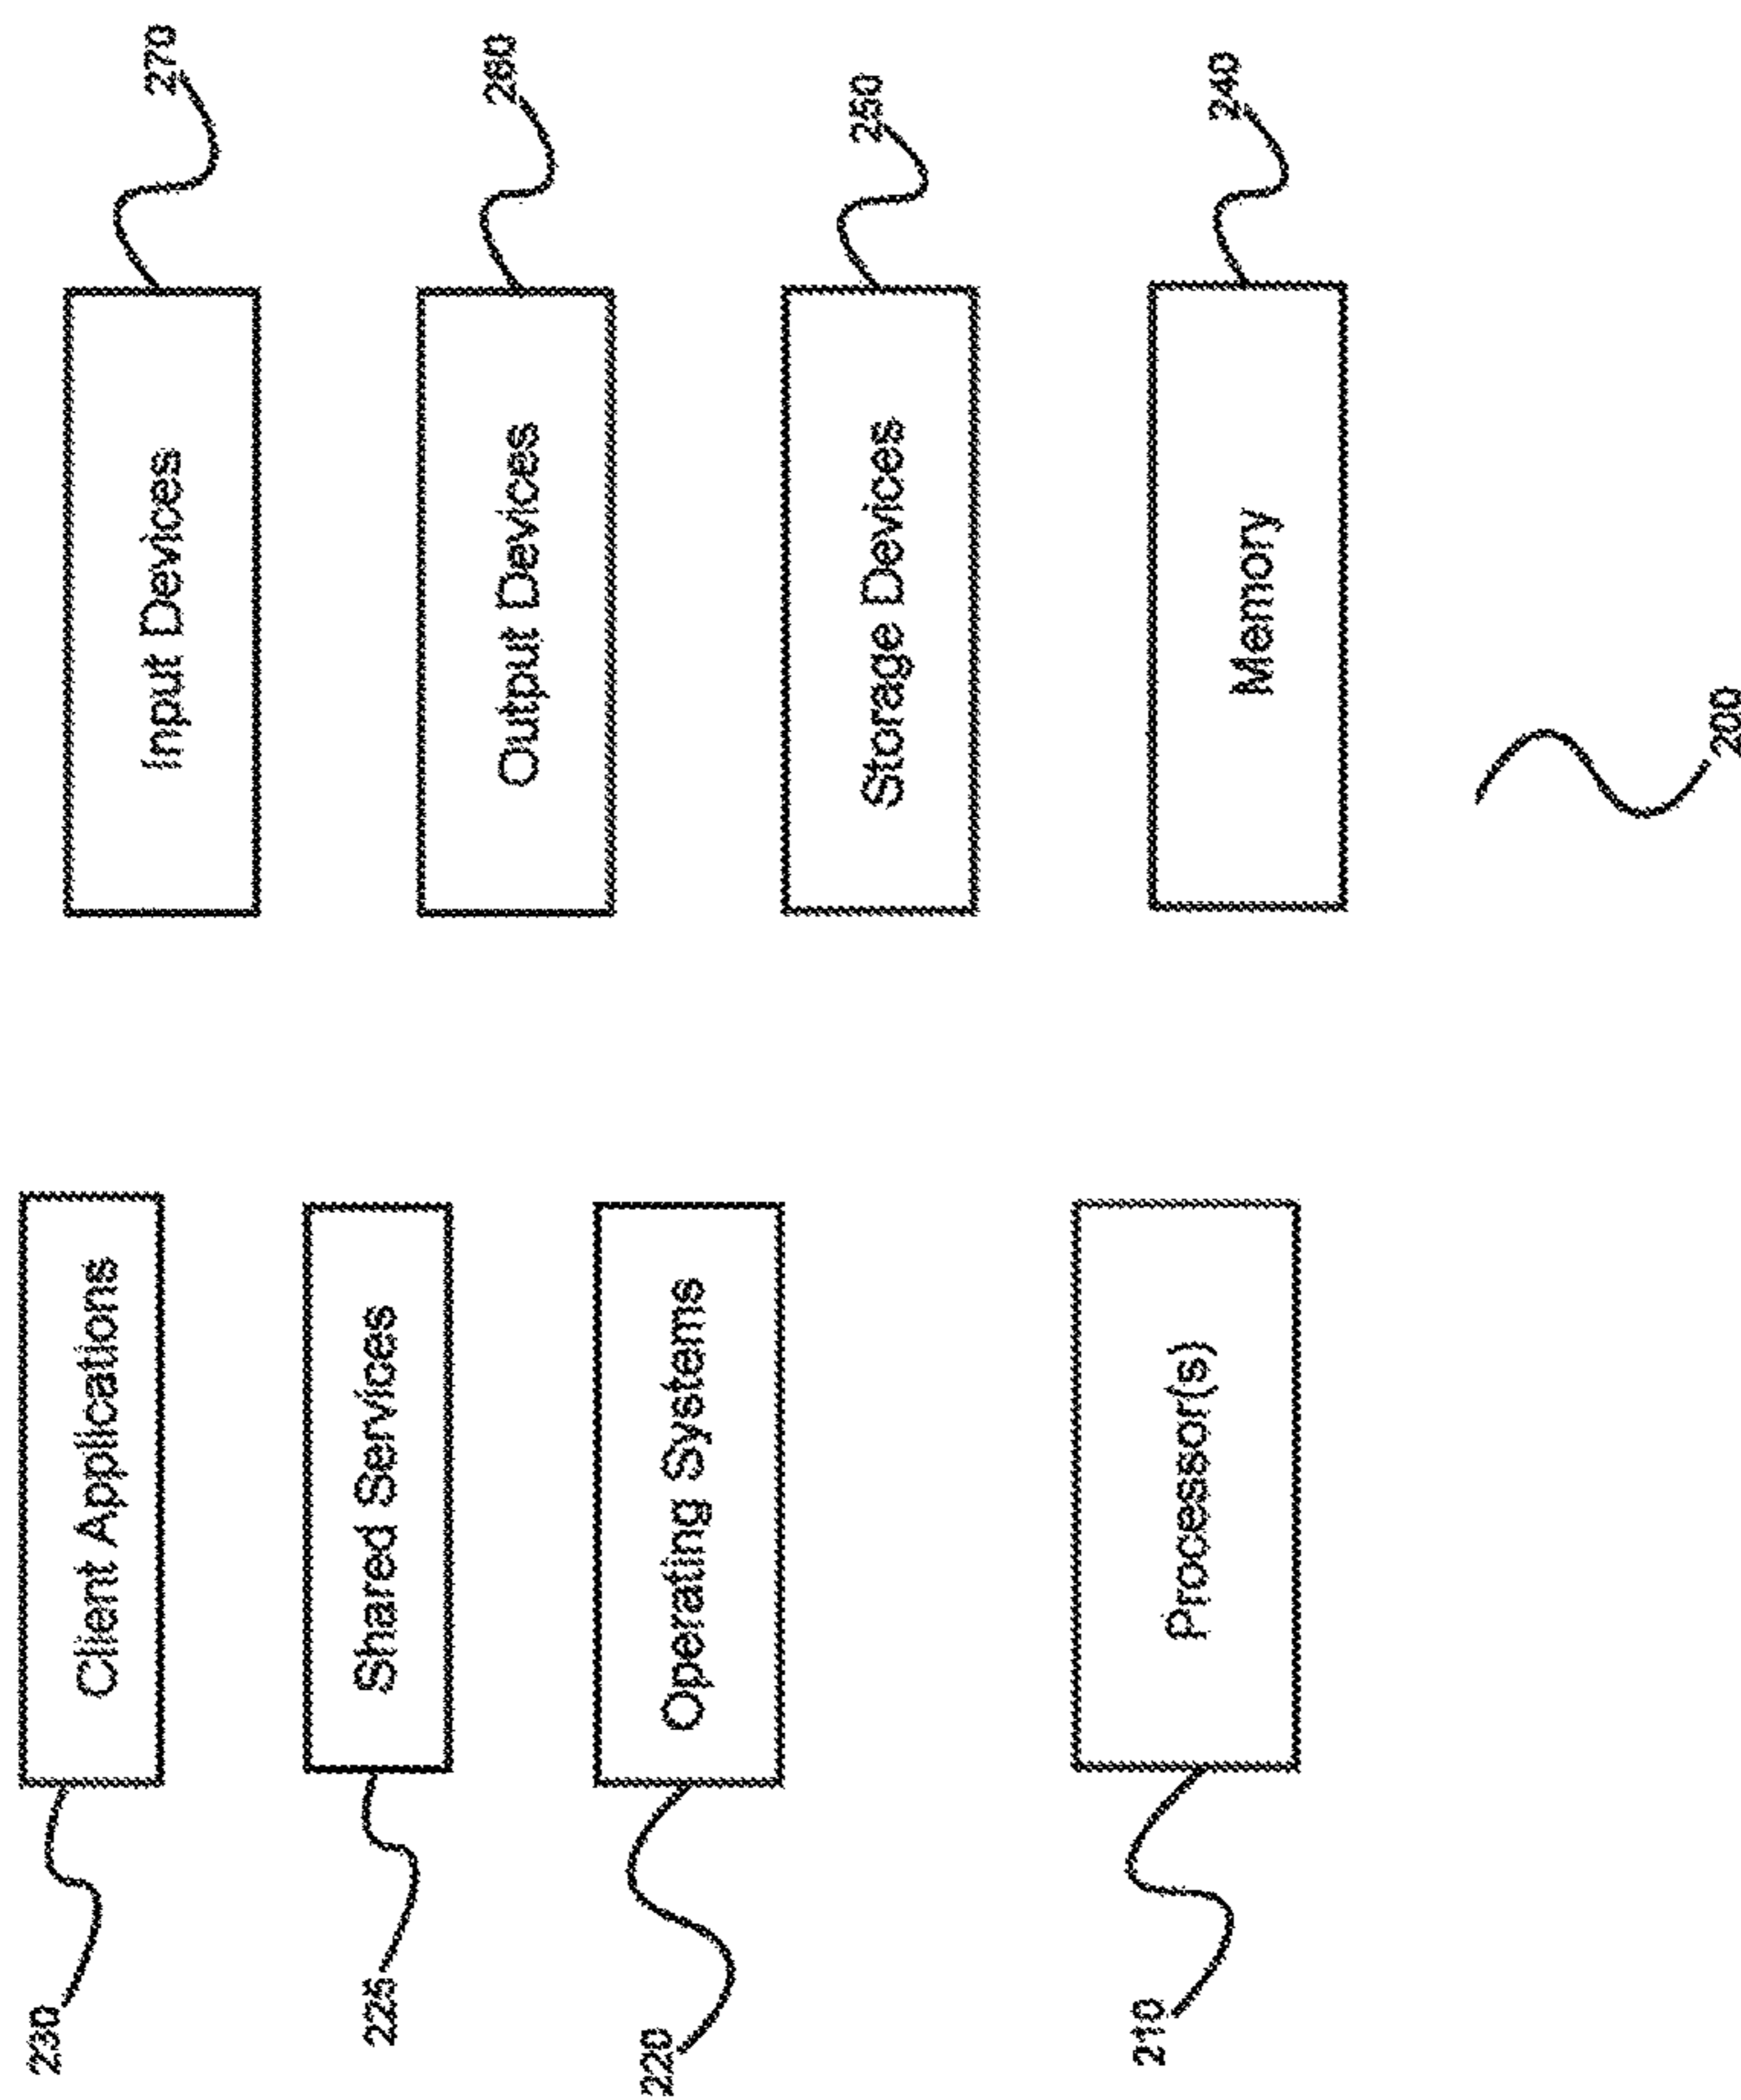 230
Client Applications
Input Devices
270
225
Shared Services
Output Devices
260
220
Operating Systems
Storage Devices
250
210
Processor(s)
Memory
240
200